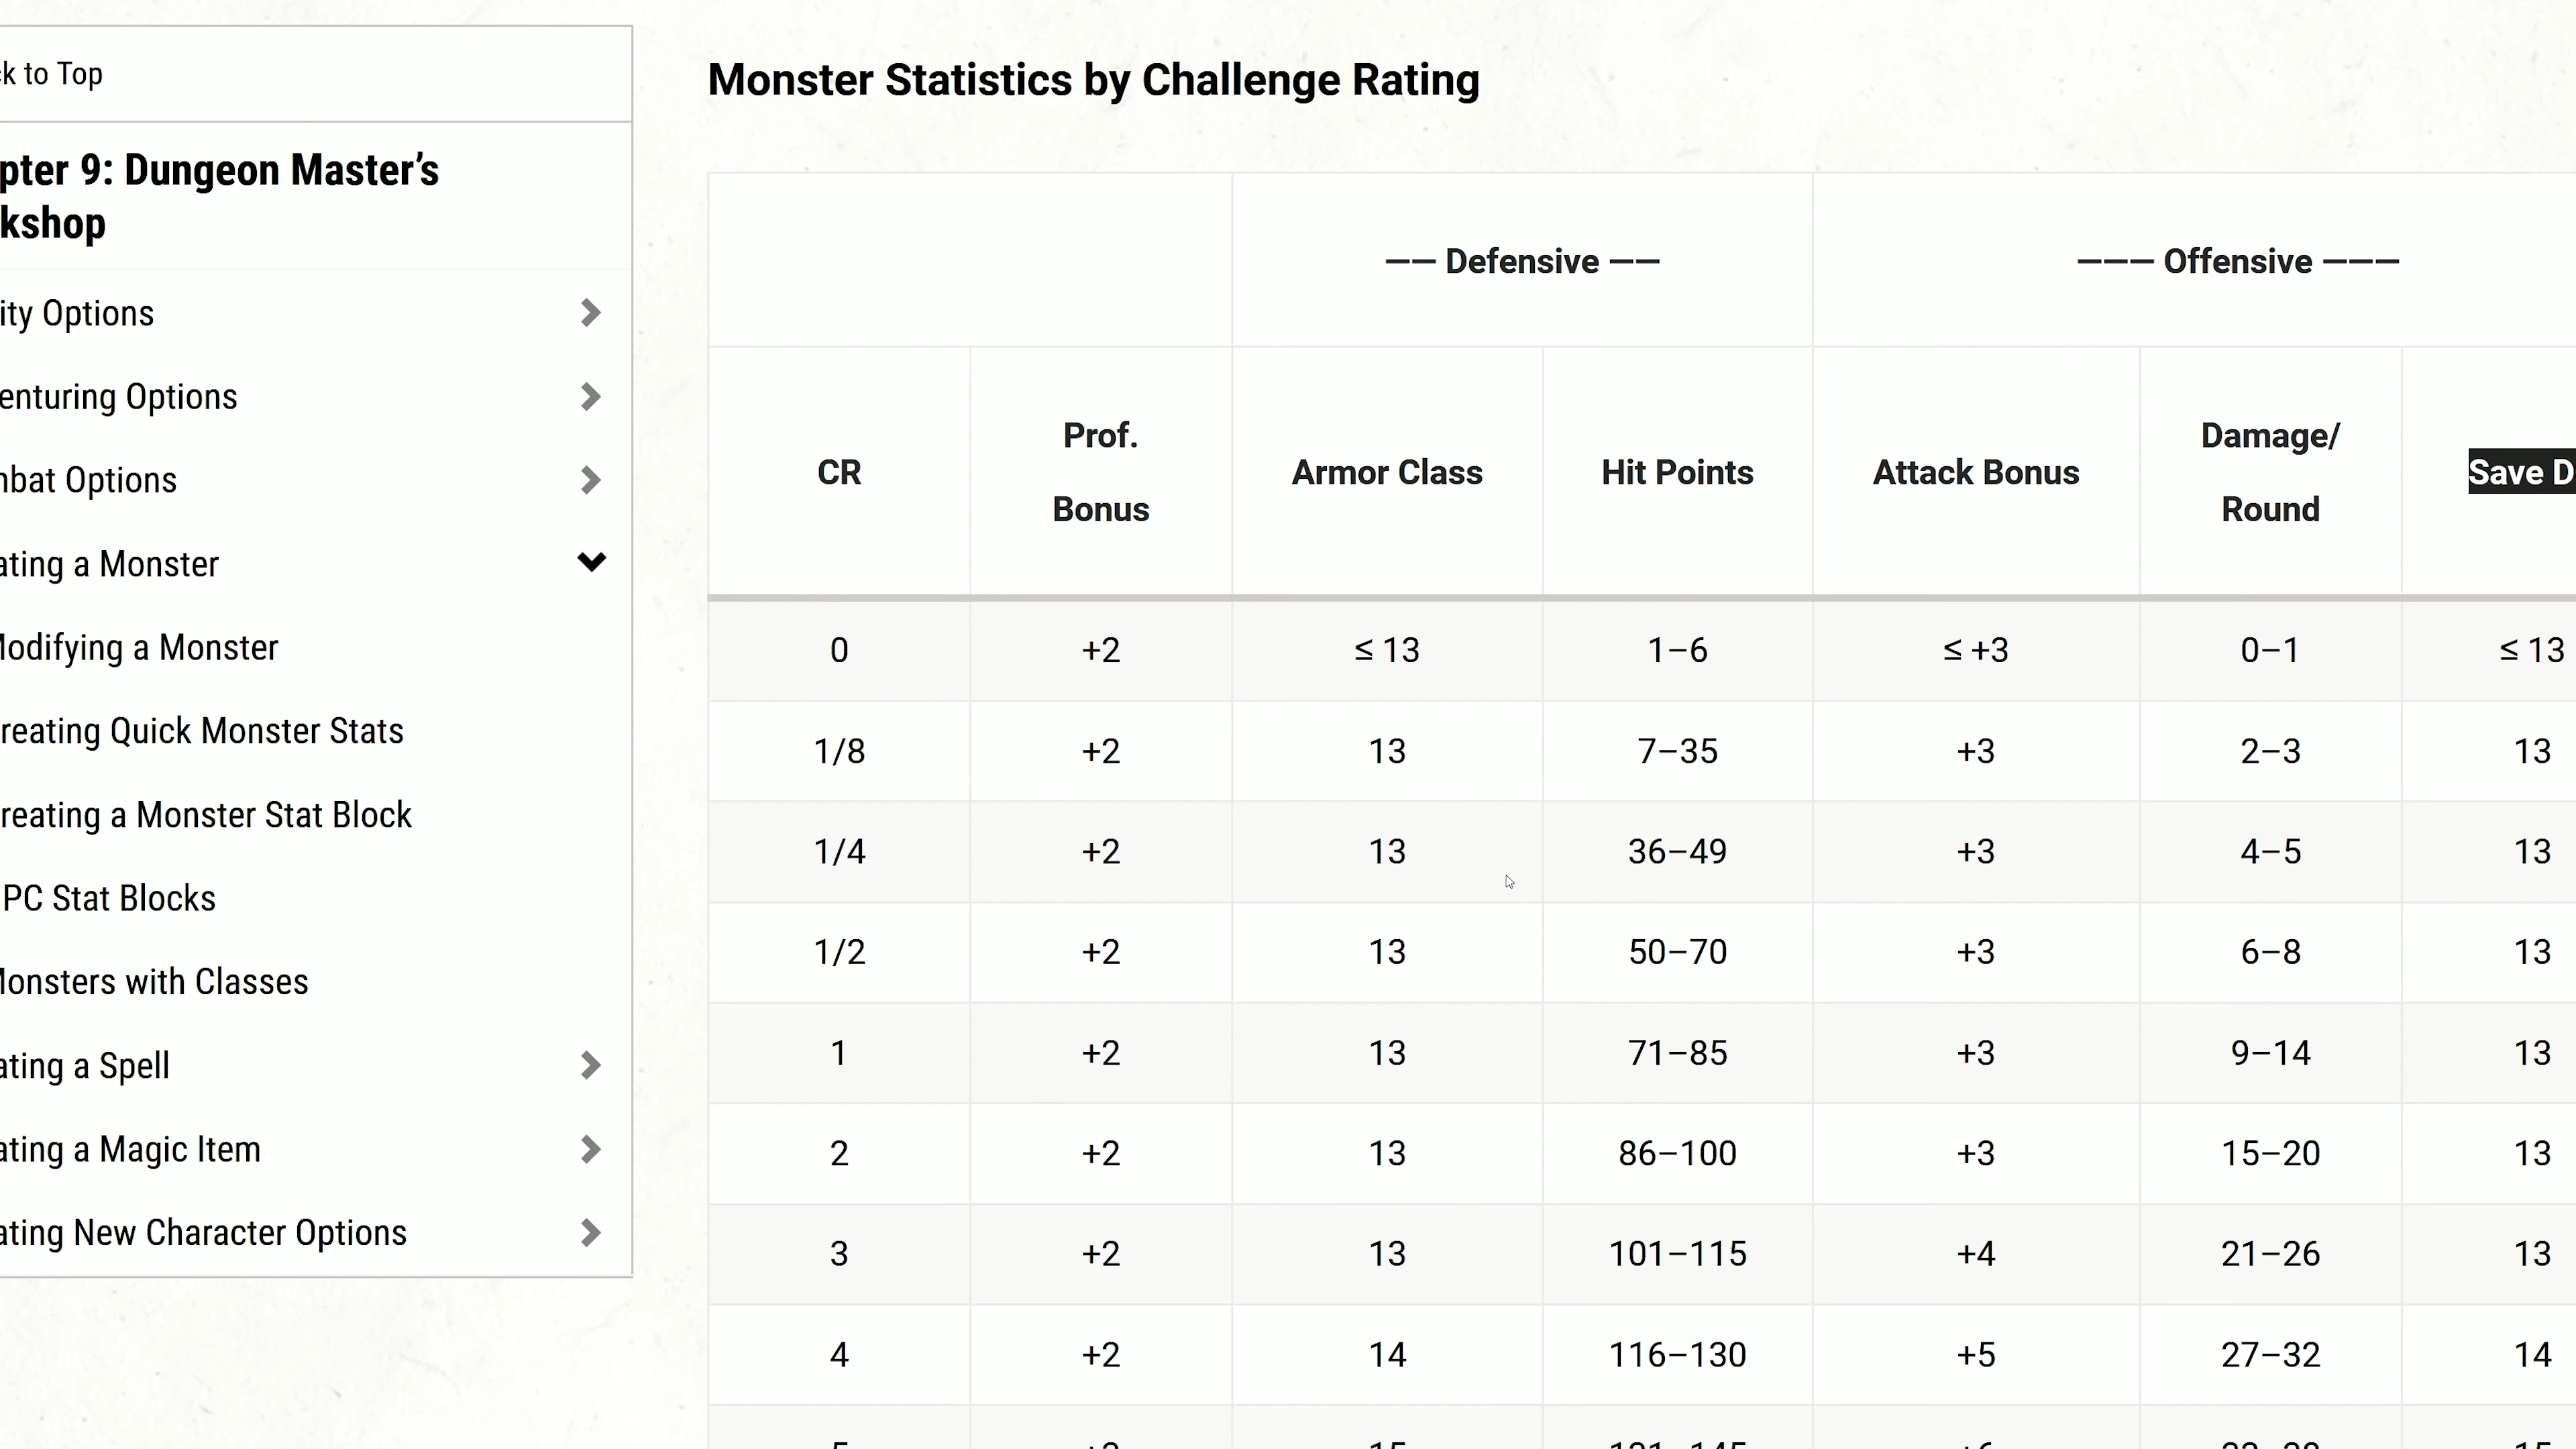 ck to Top
pter 9: Dungeon Master’s
kshop
ity Options
enturing Options
nbat Options
ating a Monster
Modifying a Monster
reating Quick Monster Stats
reating a Monster Stat Block
PC Stat Blocks
Monsters with Classes
ating a Spell
ating a Magic Item
ating New Character Options
Monster Statistics by Challenge Rating
—— Defensive —— ——— Offensive ———
CR Prof. Bonus Armor Class Hit Points Attack Bonus Damage/ Round Save D
0 +2 ≤ 13 1–6 ≤ +3 0–1 ≤ 13
1/8 +2 13 7–35 +3 2–3 13
1/4 +2 13 36–49 +3 4–5 13
1/2 +2 13 50–70 +3 6–8 13
1 +2 13 71–85 +3 9–14 13
2 +2 13 86–100 +3 15–20 13
3 +2 13 101–115 +4 21–26 13
4 +2 14 116–130 +5 27–32 14